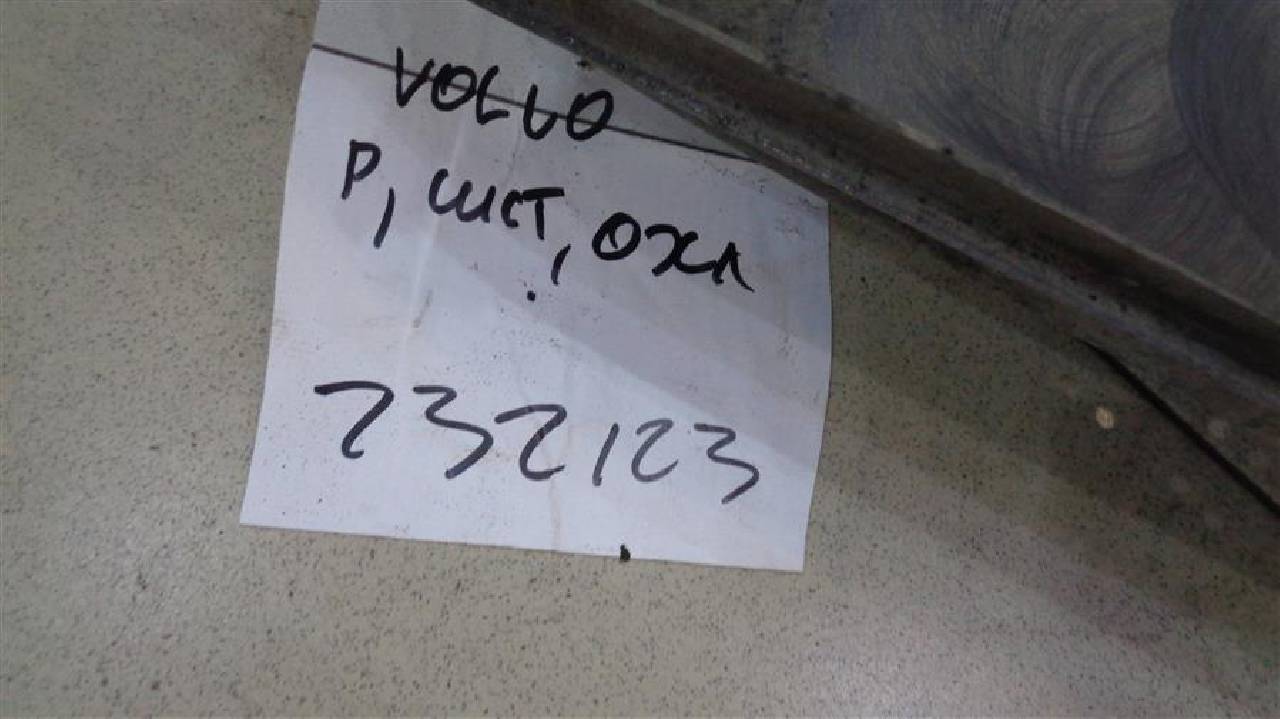 VOLVO
Р, шст, охл
232123